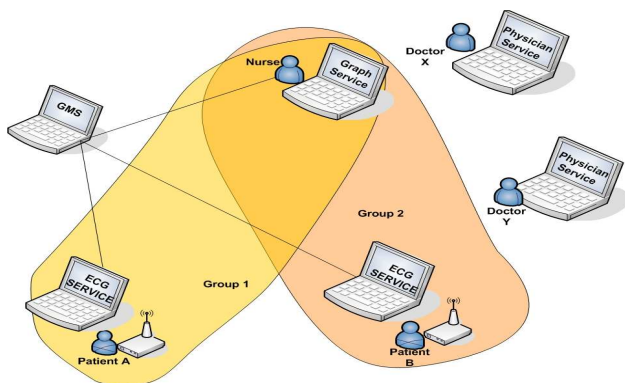 Physician
Service
Doctor
X
Nurse
Graph
Service
GMS
Physician
Service
Doctor
Y
Group 2
ECG
SERVICE
Group 1
ECG
SERVICE
Patient A
Patient
B